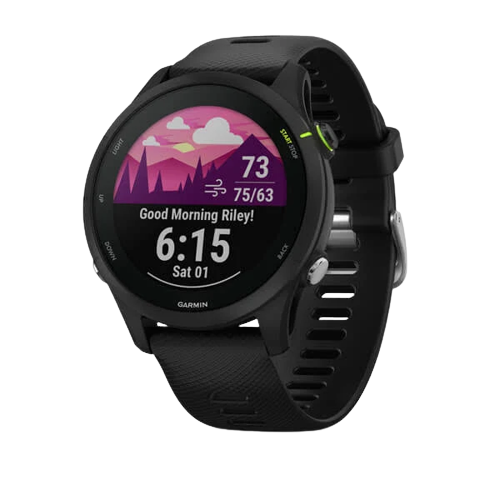 LIGHT
START STOP
73
75/63
UP
Good Morning Riley!
6:15
DOWN
BACK
Sat 01
GARMIN